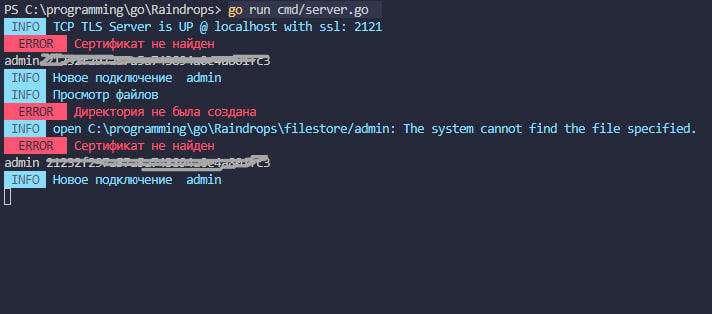 PS C:\programming\go\Raindrops> go run cmd/server.go
INFO TCP TLS Server is UP @ localhost with ssl: 2121
ERROR Сертификат не найден
admin
INFO Новое подключение admin
INFO Просмотр файлов
ERROR Директория не была создана
INFO open C:\programming\go\Raindrops\filestore/admin: The system cannot find the file specified.
ERROR Сертификат не найден
admin
INFO Новое подключение admin